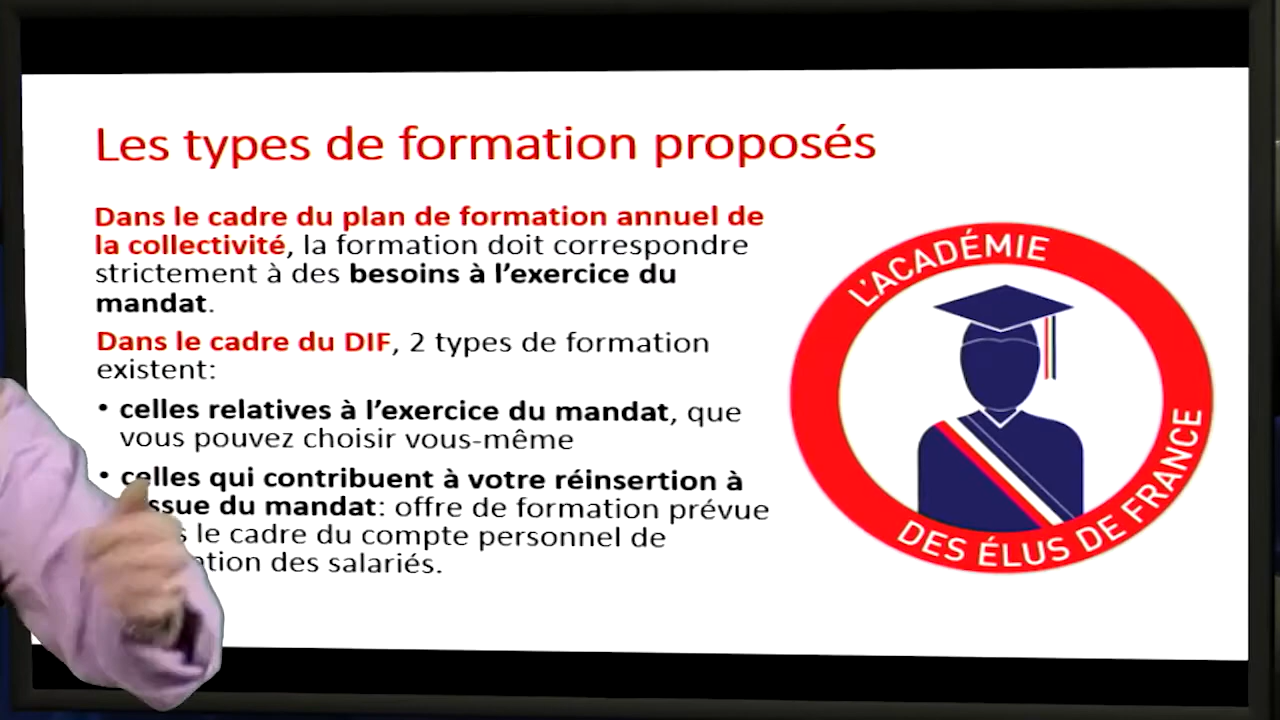 Les types de formation proposés
Dans le cadre du plan de formation annuel de
la collectivité, la formation doit correspondre
strictement à des besoins à l’exercice du
mandat.
Dans le cadre du DIF, 2 types de formation
existent:
• celles relatives à l’exercice du mandat, que
vous pouvez choisir vous-même
• celles qui contribuent à votre réinsertion à
du mandat: offre de formation prévue
le cadre du compte personnel de
des salariés.
L’ACADÉMIE
DES ÉLUS DE FRANCE